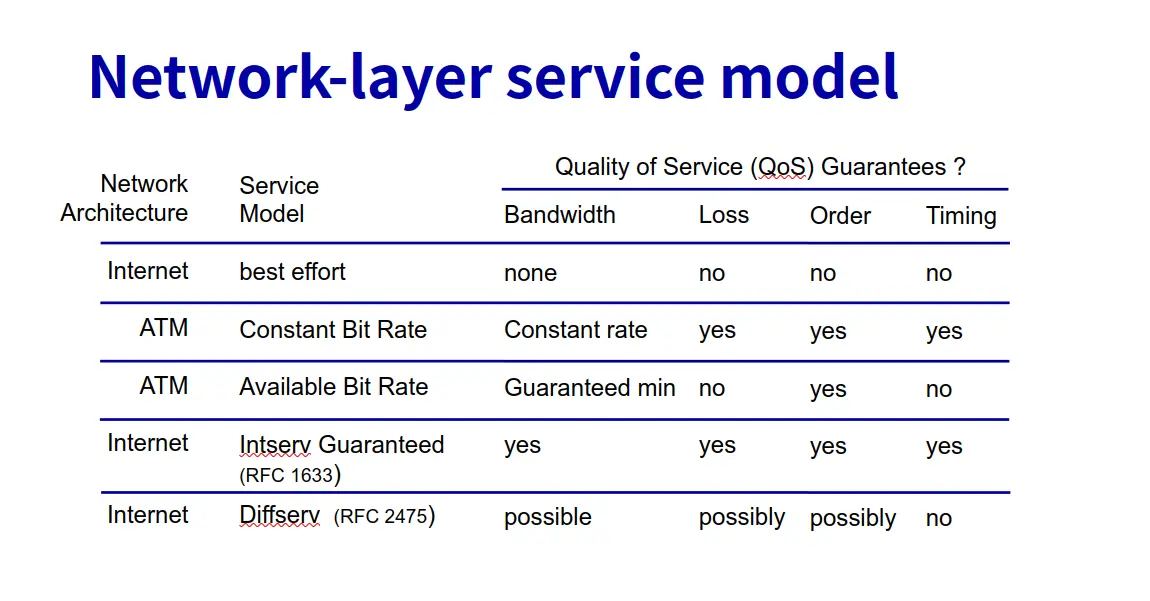 Network-layer service model
Quality of Service (QoS) Guarantees ?
Network Architecture Service Model Bandwidth Loss Order Timing
Internet best effort none no no no
ATM Constant Bit Rate Constant rate yes yes yes
ATM Available Bit Rate Guaranteed min no yes no
Internet Intserv Guaranteed yes yes yes yes
(RFC 1633)
Internet Diffserv (RFC 2475) possible possibly possibly no